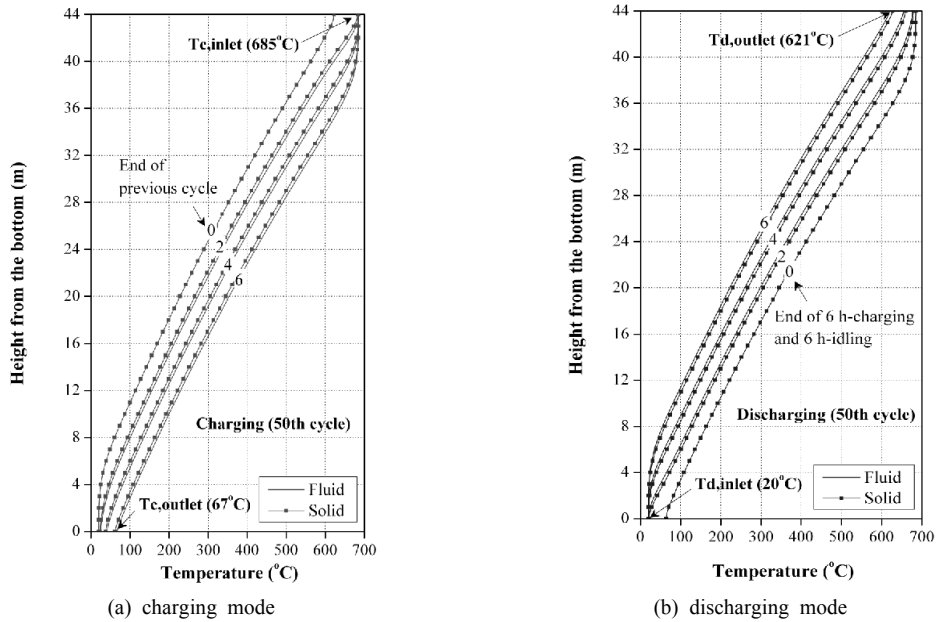 44
40
36
32
28
24
20
16
12
8
4
0
Height from the bottom (m)
Tc,inlet (685°C)
End of
previous cycle
0
2
4
6
Charging (50th cycle)
Tc,outlet (67°C)
Fluid
Solid
0 100 200 300 400 500 600 700
Temperature (°C)
(a) charging mode
44
40
36
32
28
24
20
16
12
8
4
0
Height from the bottom (m)
Td,outlet (621°C)
6
4
2
0
End of 6 h-charging
and 6 h-idling
Discharging (50th cycle)
Td,inlet (20°C)
Fluid
Solid
0 100 200 300 400 500 600 700
Temperature (°C)
(b) discharging mode